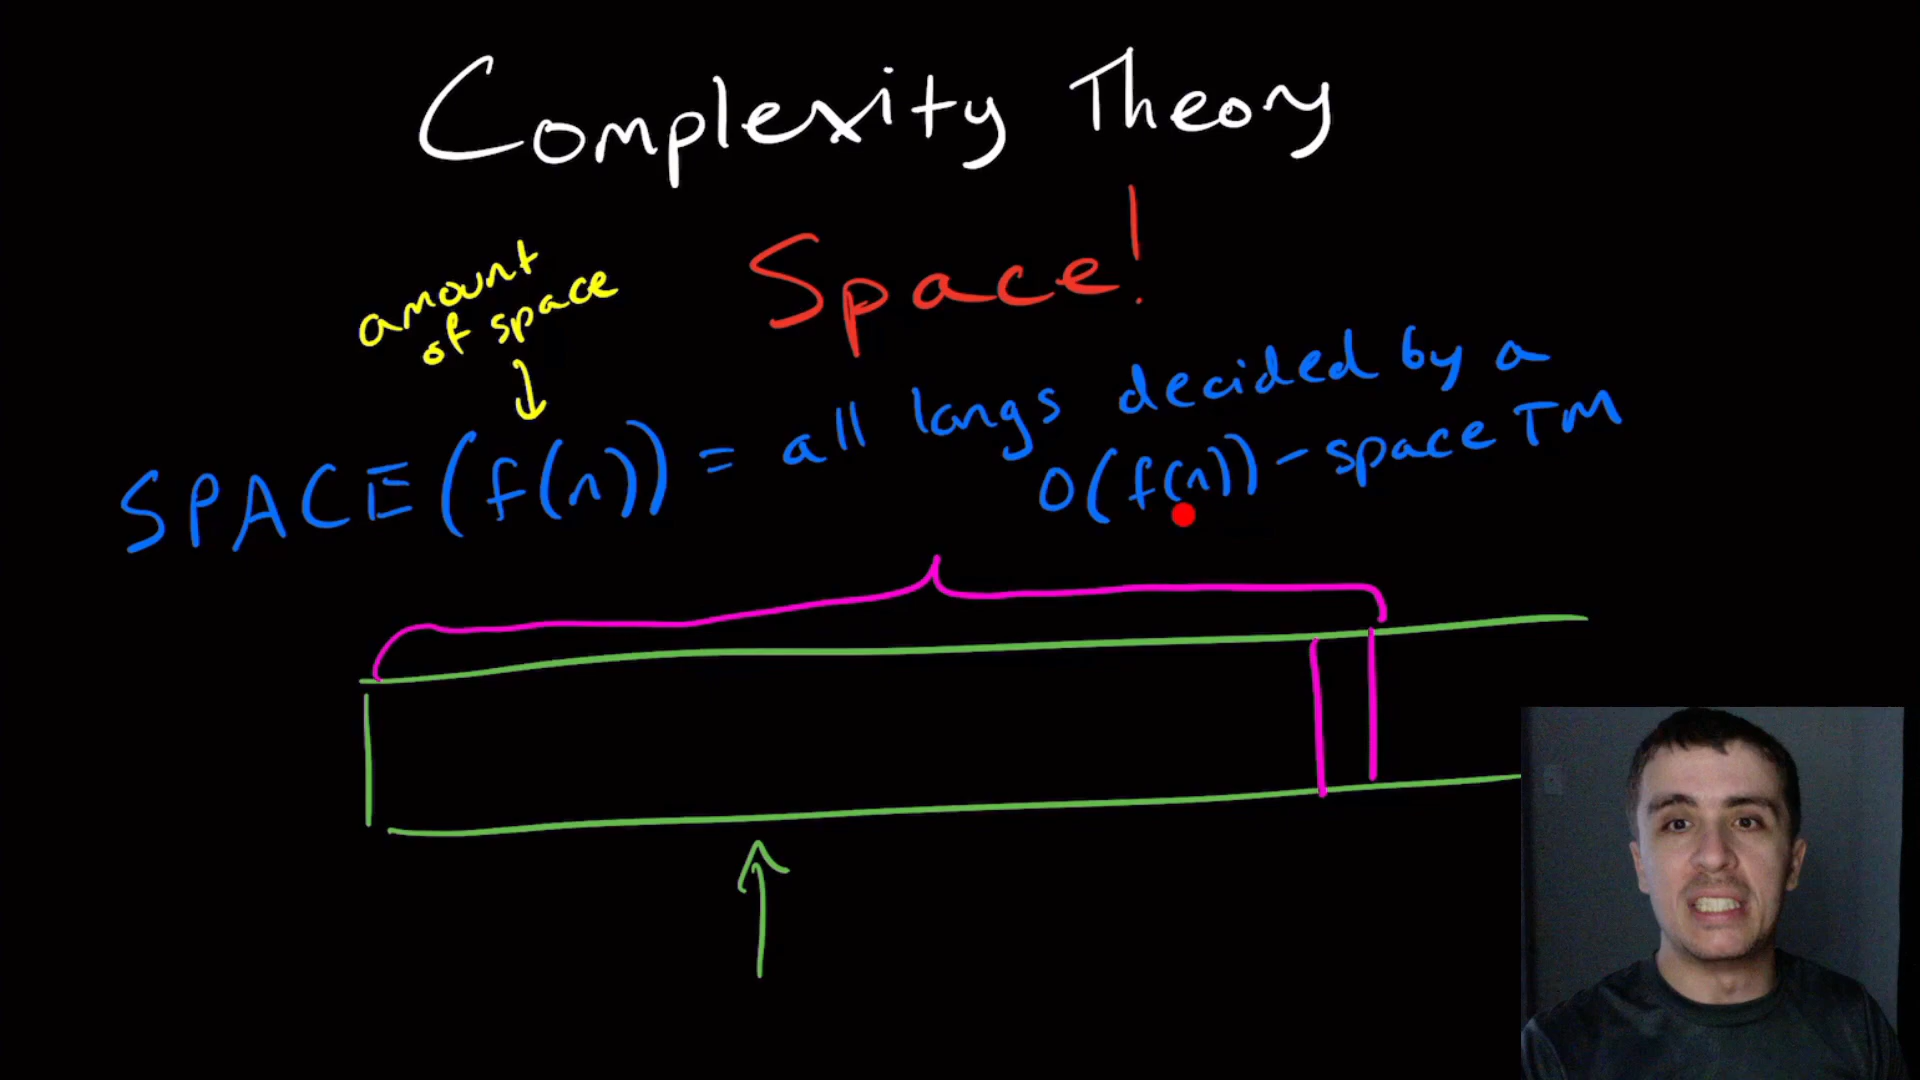 Complexity Theory
Space!
amount
of space
SPACE(f(n)) = all langs decided by a
O(f(n))-space TM